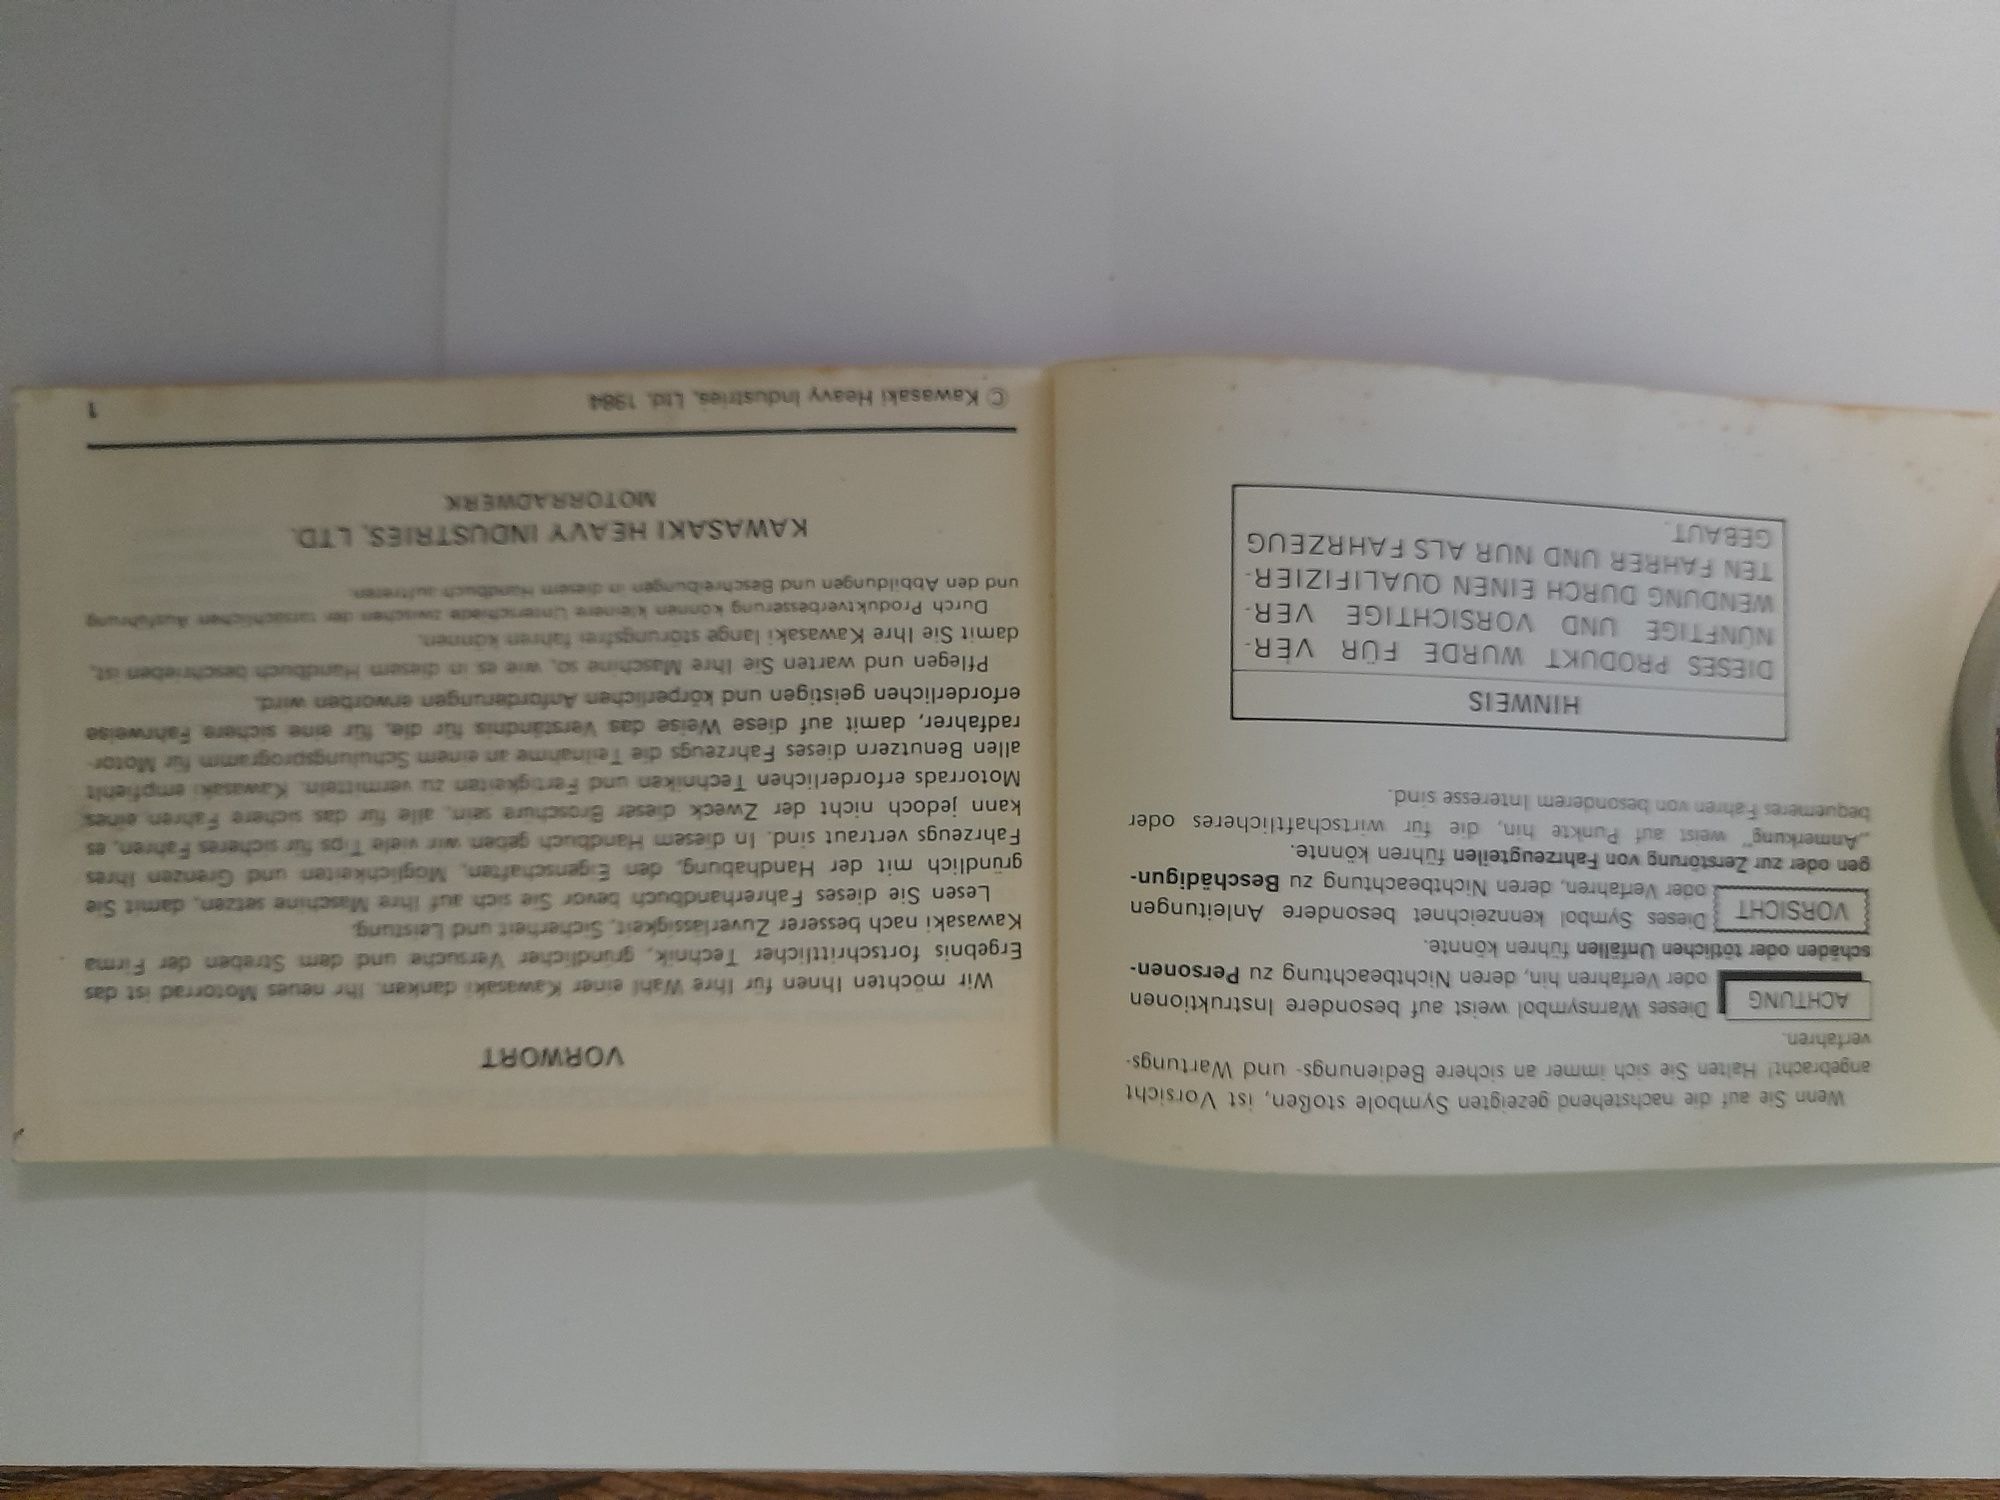 Wenn Sie auf die nachstehend gezeigten Symbole stoßen, ist Vorsicht
angebracht! Halten Sie sich immer an sichere Bedienungs- und Wartungs-
verfahren.
ACHTUNG
Dieses Warnsymbol weist auf besondere Instruktionen
oder Verfahren hin, deren Nichtbeachtung zu Personen-
schäden oder tötlichen Unfällen führen könnte.
VORSICHT
Dieses Symbol kennzeichnet besondere Anleitungen
oder Verfahren, deren Nichtbeachtung zu Beschädigun-
gen oder zur Zerstörung von Fahrzeugteilen führen könnte.
„Anmerkung" weist auf Punkte hin, die für wirtschaftlicheres oder
bequemeres Fahren von besonderem Interesse sind.
HINWEIS
DIESES PRODUKT WURDE FÜR VER-
NÜNFTIGE UND VORSICHTIGE VER-
WENDUNG DURCH EINEN QUALIFIZIER-
TEN FAHRER UND NUR ALS FAHRZEUG
GEBAUT.
VORWORT
Wir möchten Ihnen für Ihre Wahl einer Kawasaki danken. Ihr neues Motorrad ist das
Ergebnis fortschrittlicher Technik, gründlicher Versuche und dem Streben der Firma
Kawasaki nach besserer Zuverlässigkeit, Sicherheit und Leistung.
Lesen Sie dieses Fahrerhandbuch bevor Sie sich auf Ihre Maschine setzen, damit Sie
gründlich mit der Handhabung, den Eigenschaften, Möglichkeiten und Grenzen Ihres
Fahrzeugs vertraut sind. In diesem Handbuch geben wir viele Tips für sicheres Fahren, es
kann jedoch nicht der Zweck dieser Broschüre sein, alle für das sichere Fahren eines
Motorrads erforderlichen Techniken und Fertigkeiten zu vermitteln. Kawasaki empfiehlt
allen Benutzern dieses Fahrzeugs die Teilnahme an einem Schulungsprogramm für Motor-
radfahrer, damit auf diese Weise das Verständnis für die, für eine sichere Fahrweise
erforderlichen geistigen und körperlichen Anforderungen erworben wird.
Pflegen und warten Sie Ihre Maschine so, wie es in diesem Handbuch beschrieben ist,
damit Sie Ihre Kawasaki lange störungsfrei fahren können.
Durch Produktverbesserung können kleinere Unterschiede zwischen der tatsächlichen Ausführung
und den Abbildungen und Beschreibungen in diesem Handbuch auftreten.
KAWASAKI HEAVY INDUSTRIES, LTD.
MOTORRADWERK
© Kawasaki Heavy Industries, Ltd. 1984
1